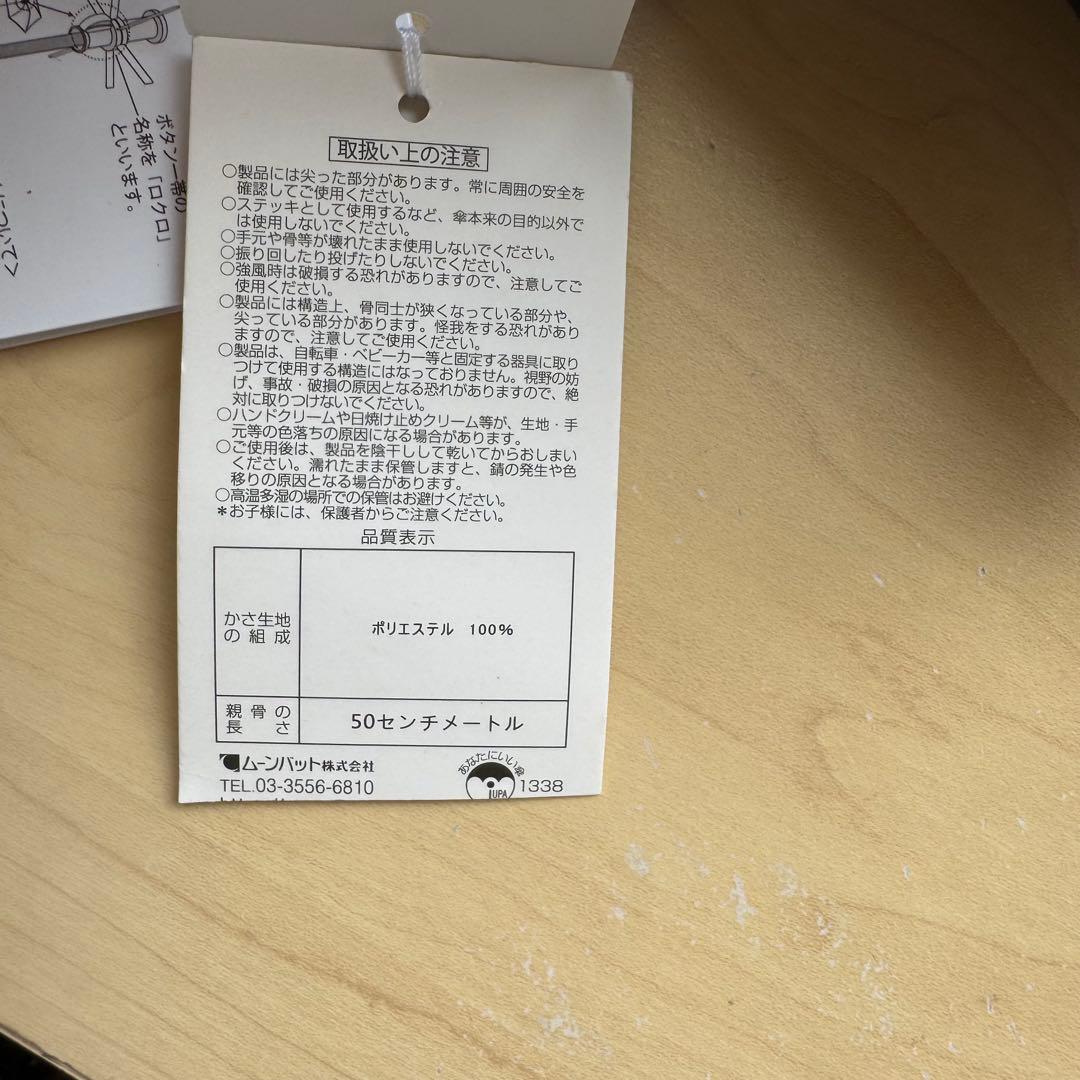 ボタン一帯の
名称を「ロクロ」
といいます。
について>
取扱い上の注意
○製品には尖った部分があります。常に周囲の安全を
確認してご使用ください。
○ステッキとして使用するなど、傘本来の目的以外で
は使用しないでください。
○手元や骨等が壊れたまま使用しないでください。
○振り回したり投げたりしないでください。
○強風時は破損する恐れがありますので、注意してご
使用ください。
○製品には構造上、骨同士が狭くなっている部分や、
尖っている部分があります。怪我をする恐れがあり
ますので、注意してご使用ください。
○製品は、自転車・ベビーカー等と固定する器具に取り
つけて使用する構造にはなっておりません。視野の妨
げ、事故・破損の原因となる恐れがありますので、絶
対に取りつけないでください。
○ハンドクリームや日焼け止めクリーム等が、生地・手
元等の色落ちの原因になる場合があります。
○ご使用後は、製品を陰干しして乾いてからおしまい
ください。濡れたまま保管しますと、錆の発生や色
移りの原因となる場合があります。
○高温多湿の場所での保管はお避けください。
＊お子様には、保護者からご注意ください。
品質表示
かさ生地
の組成
ポリエステル 100%
親骨の
長さ
50センチメートル
ムーンバット株式会社
TEL.03-3556-6810
あなたにいい傘
JUPA
1338